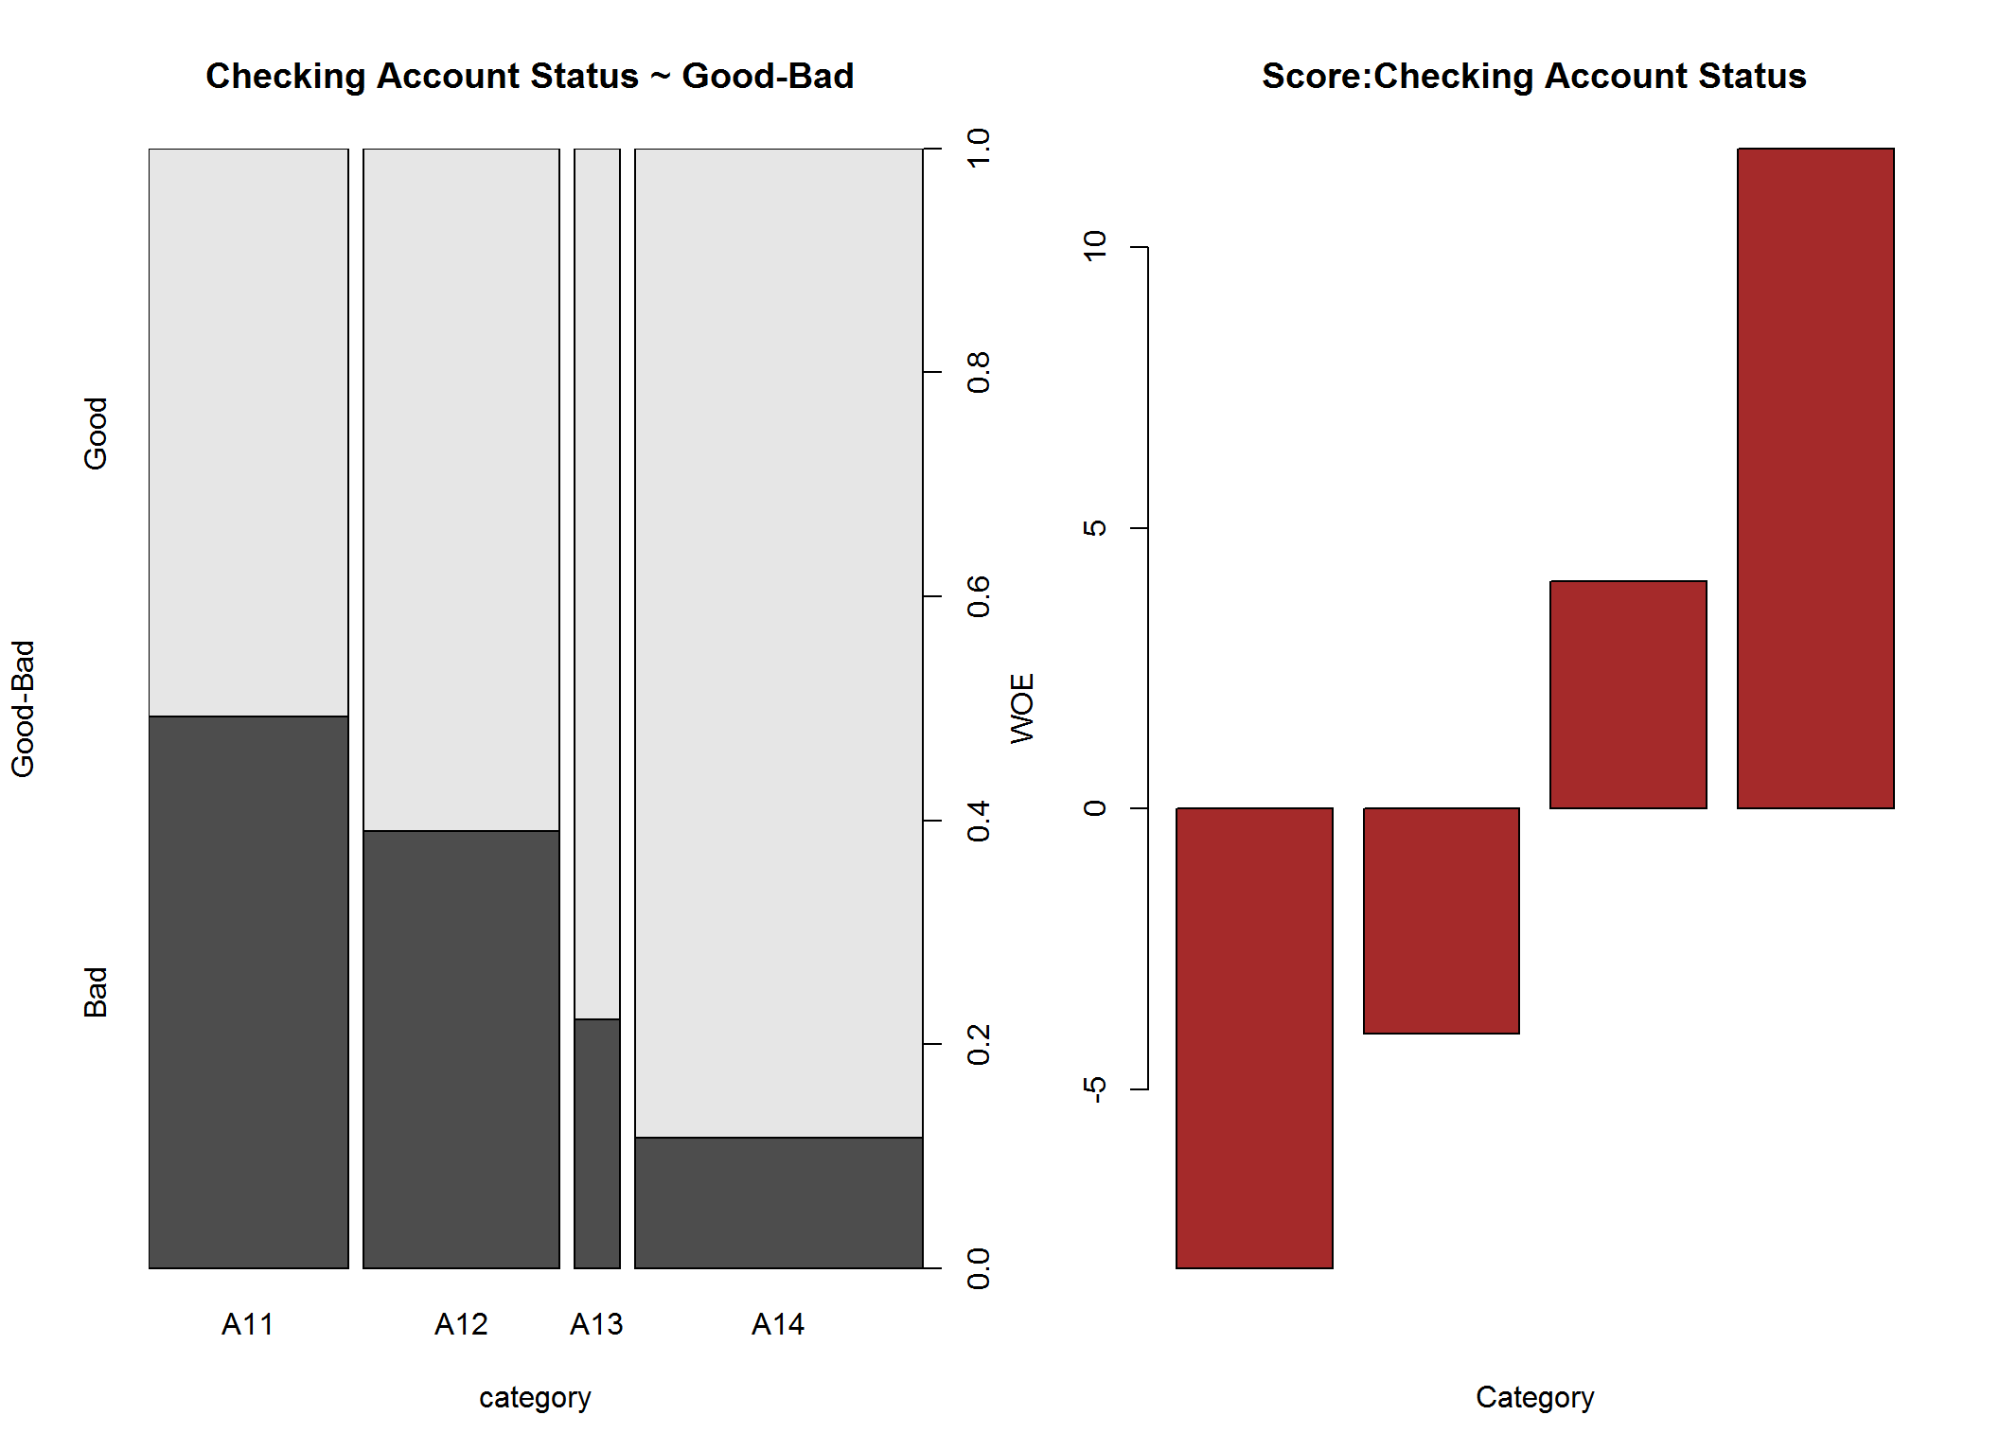 Checking Account Status ~ Good-Bad
Good-Bad
Good
Bad
1.0
0.8
0.6
0.4
0.2
0.0
A11 A12 A13 A14
category
Score:Checking Account Status
WOE
10
5
0
-5
Category